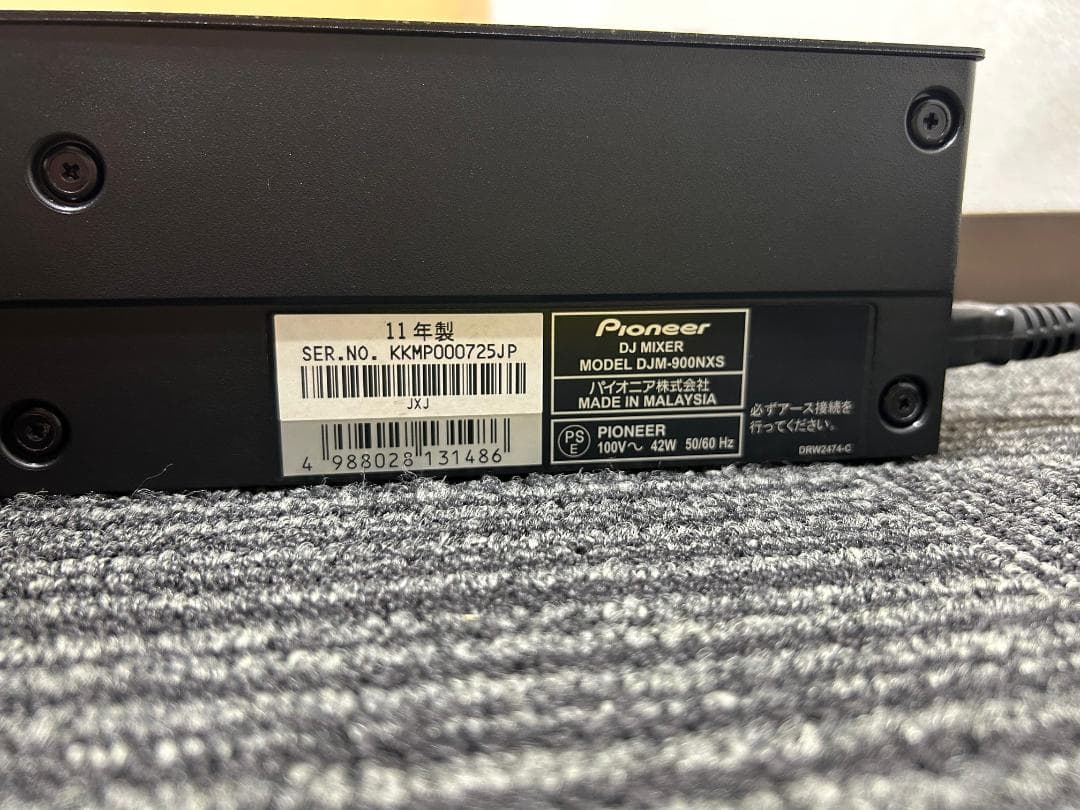 11年製
SER.NO. KKMP000725JP
JXJ
4 988028 131486
Pioneer
DJ MIXER
MODEL DJM-900NXS
パイオニア株式会社
MADE IN MALAYSIA
PS E
PIONEER
100V～ 42W 50/60 Hz
必ずアース接続を
行ってください。
DRW2474-C